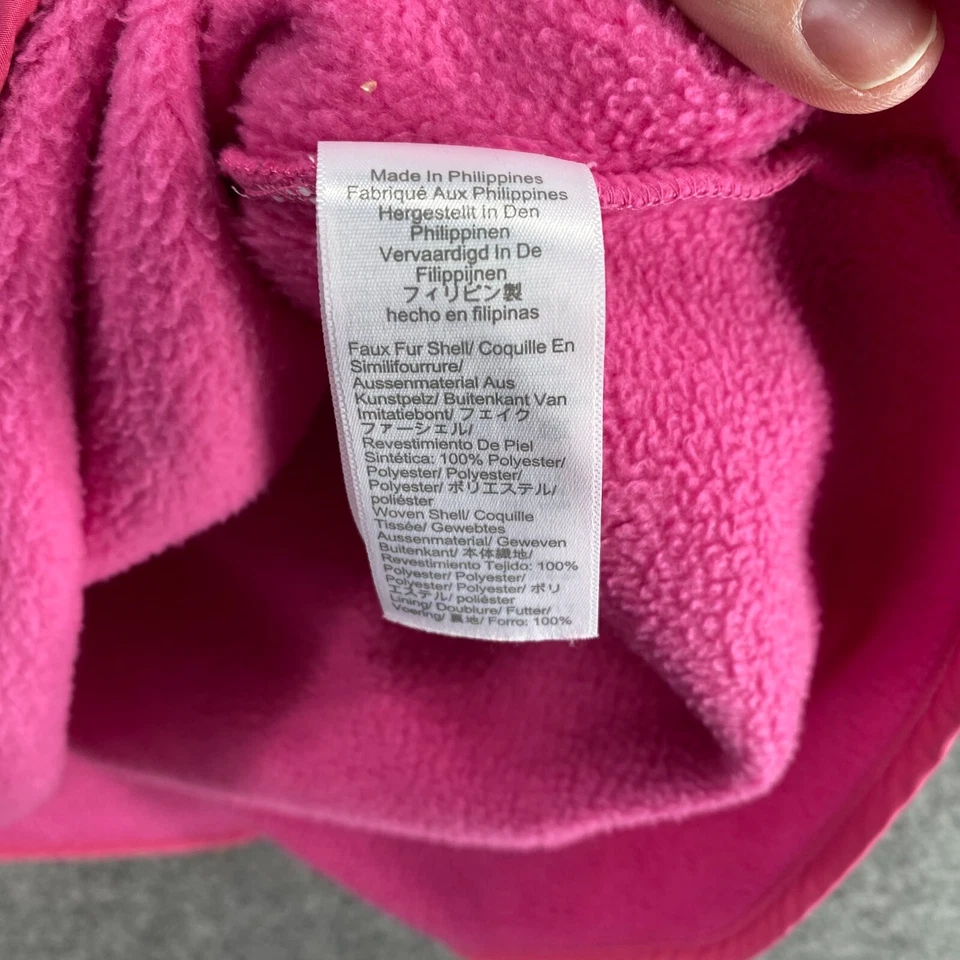 Made In Philippines
Fabriqué Aux Philippines
Hergestellt In Den
Philippinen
Vervaardigd In De
Filippijnen
フィリピン製
hecho en filipinas
Faux Fur Shell/ Coquille En
Similifourrure/
Aussenmaterial Aus
Kunstpelz/ Buitenkant Van
Imitatiebont/ フェイク
ファーシェル/
Revestimiento De Piel
Sintética: 100% Polyester/
Polyester/ Polyester/
Polyester/ ポリエステル/
poliéster
Woven Shell/ Coquille
Tissée/ Gewebtes
Aussenmaterial/ Geweven
Buitenkant/ 本体織地/
Revestimiento Tejido: 100%
Polyester/ Polyester/
Polyester/ Polyester/ ポリ
エステル/ poliéster
Lining/ Doublure/ Futter/
Voering/ 裏地/ Forro: 100%